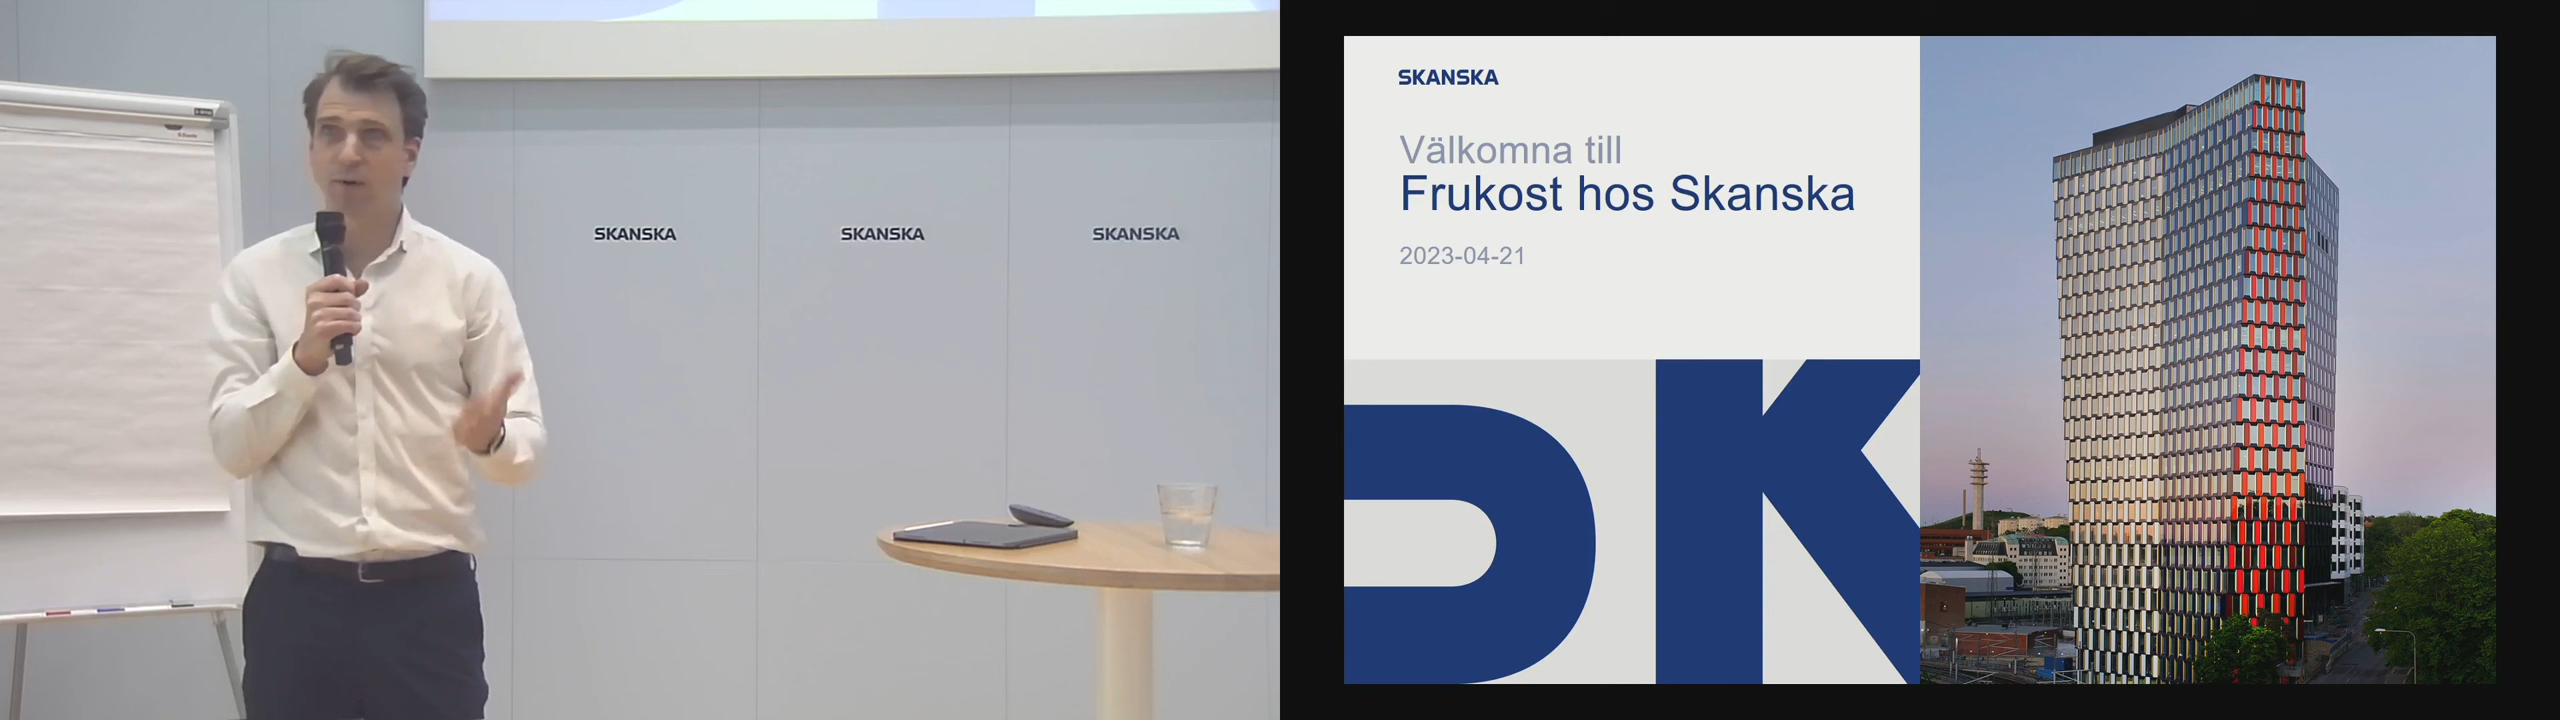 SKANSKA
SKANSKA
SKANSKA
SKANSKA
Välkomna till
Frukost hos Skanska
2023-04-21